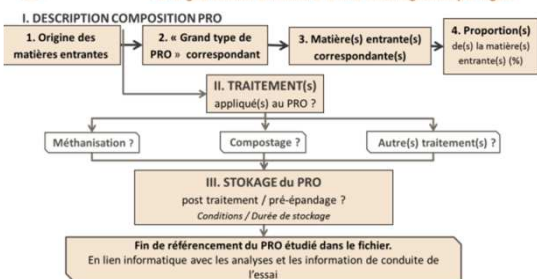 I. DESCRIPTION COMPOSITION PRO
1. Origine des
matières entrantes
2. « Grand type de
PRO » correspondant
3. Matière(s) entrante(s)
correspondante(s)
4. Proportion(s)
de(s) la matière(s)
entrante(s) (%)
II. TRAITEMENT(s)
appliqué(s) au PRO ?
Méthanisation ?
Compostage ?
Autre(s) traitement(s) ?
III. STOKAGE du PRO
post traitement / pré-épandage ?
Conditions / Durée de stockage
Fin de référencement du PRO étudié dans le fichier.
En lien informatique avec les analyses et les information de conduite de
l'essai